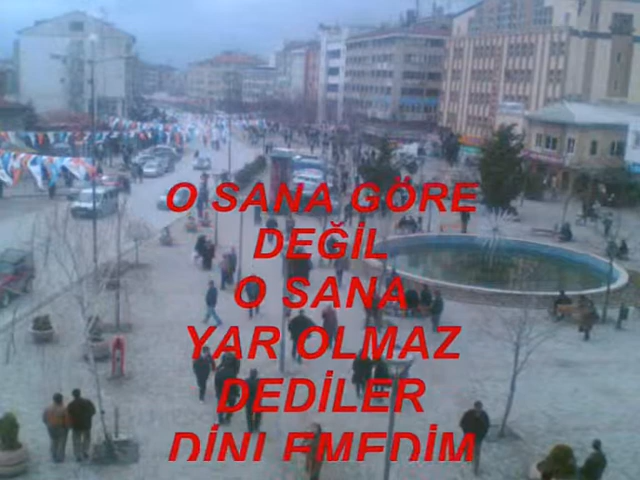 O SANA GÖRE
DEĞİL
O SANA
YAR OLMAZ
DEDİLER
DİNLEMEDİM